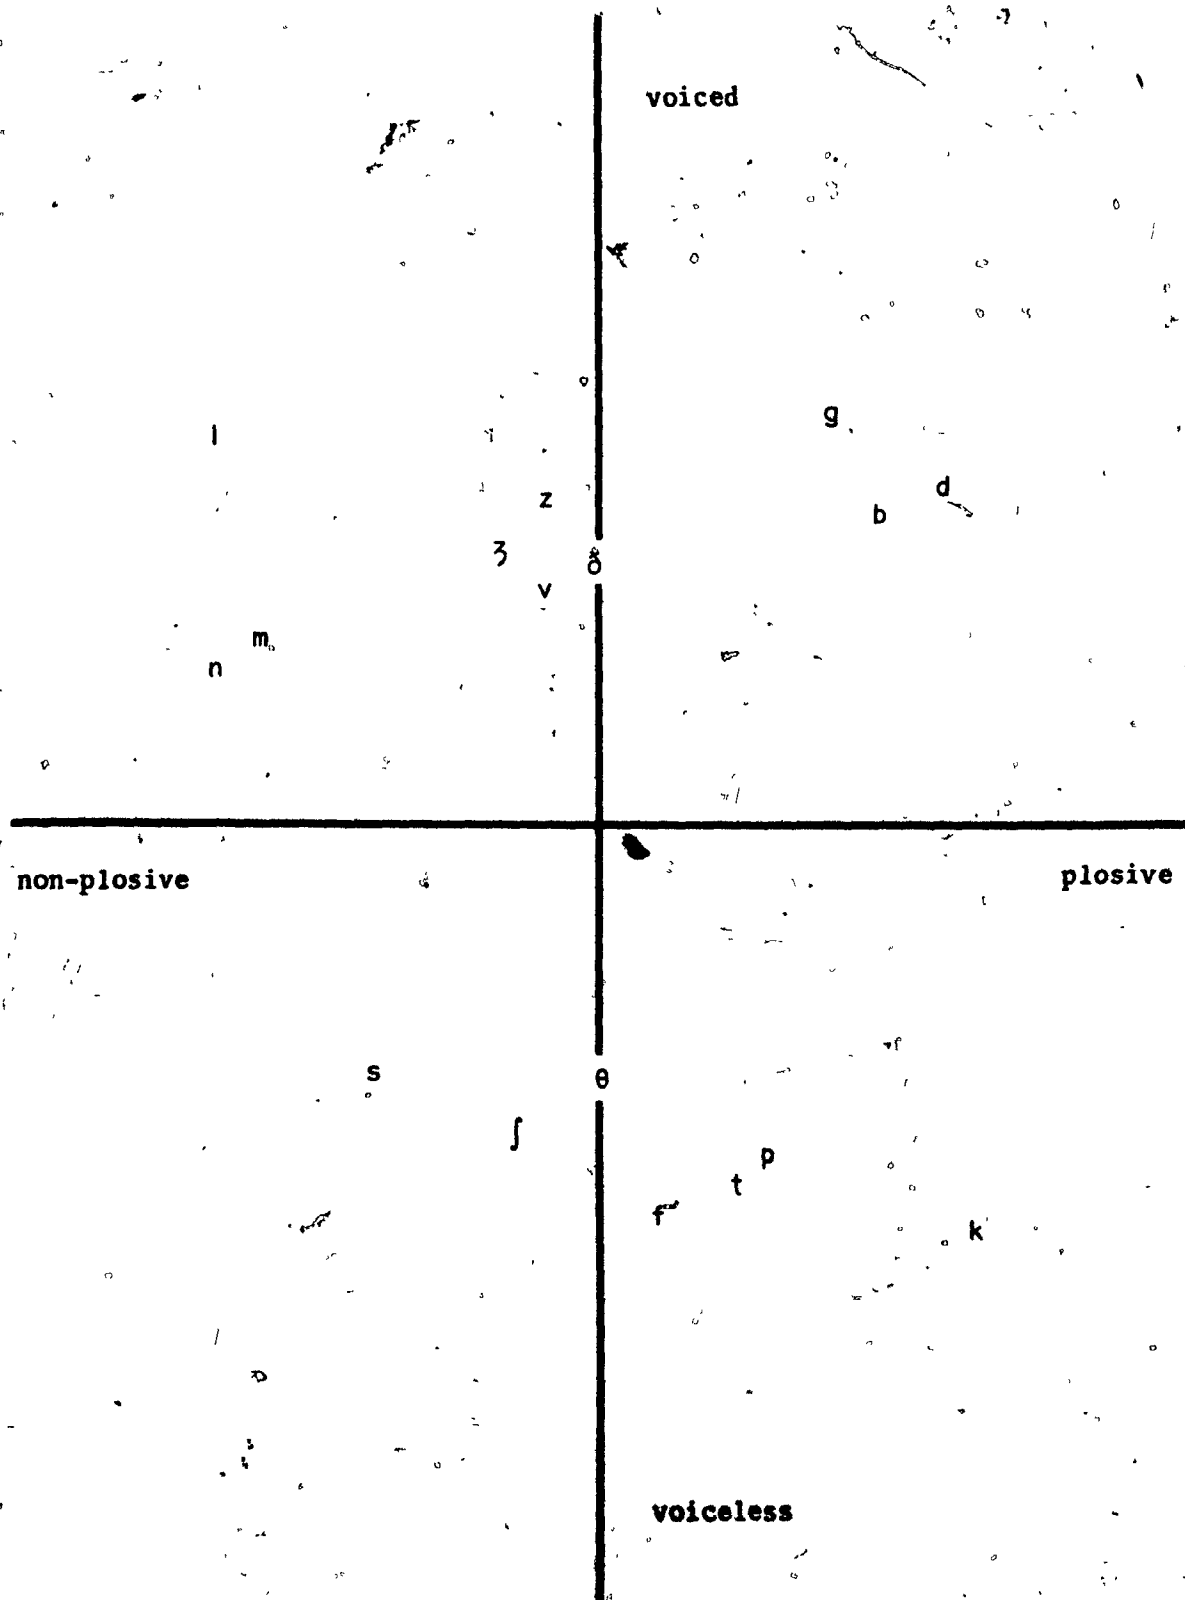 voiced
g
l
d
z
b
ʒ
ð
v
m
n
non-plosive plosive
s
θ
ʃ
p
t
f
k
voiceless